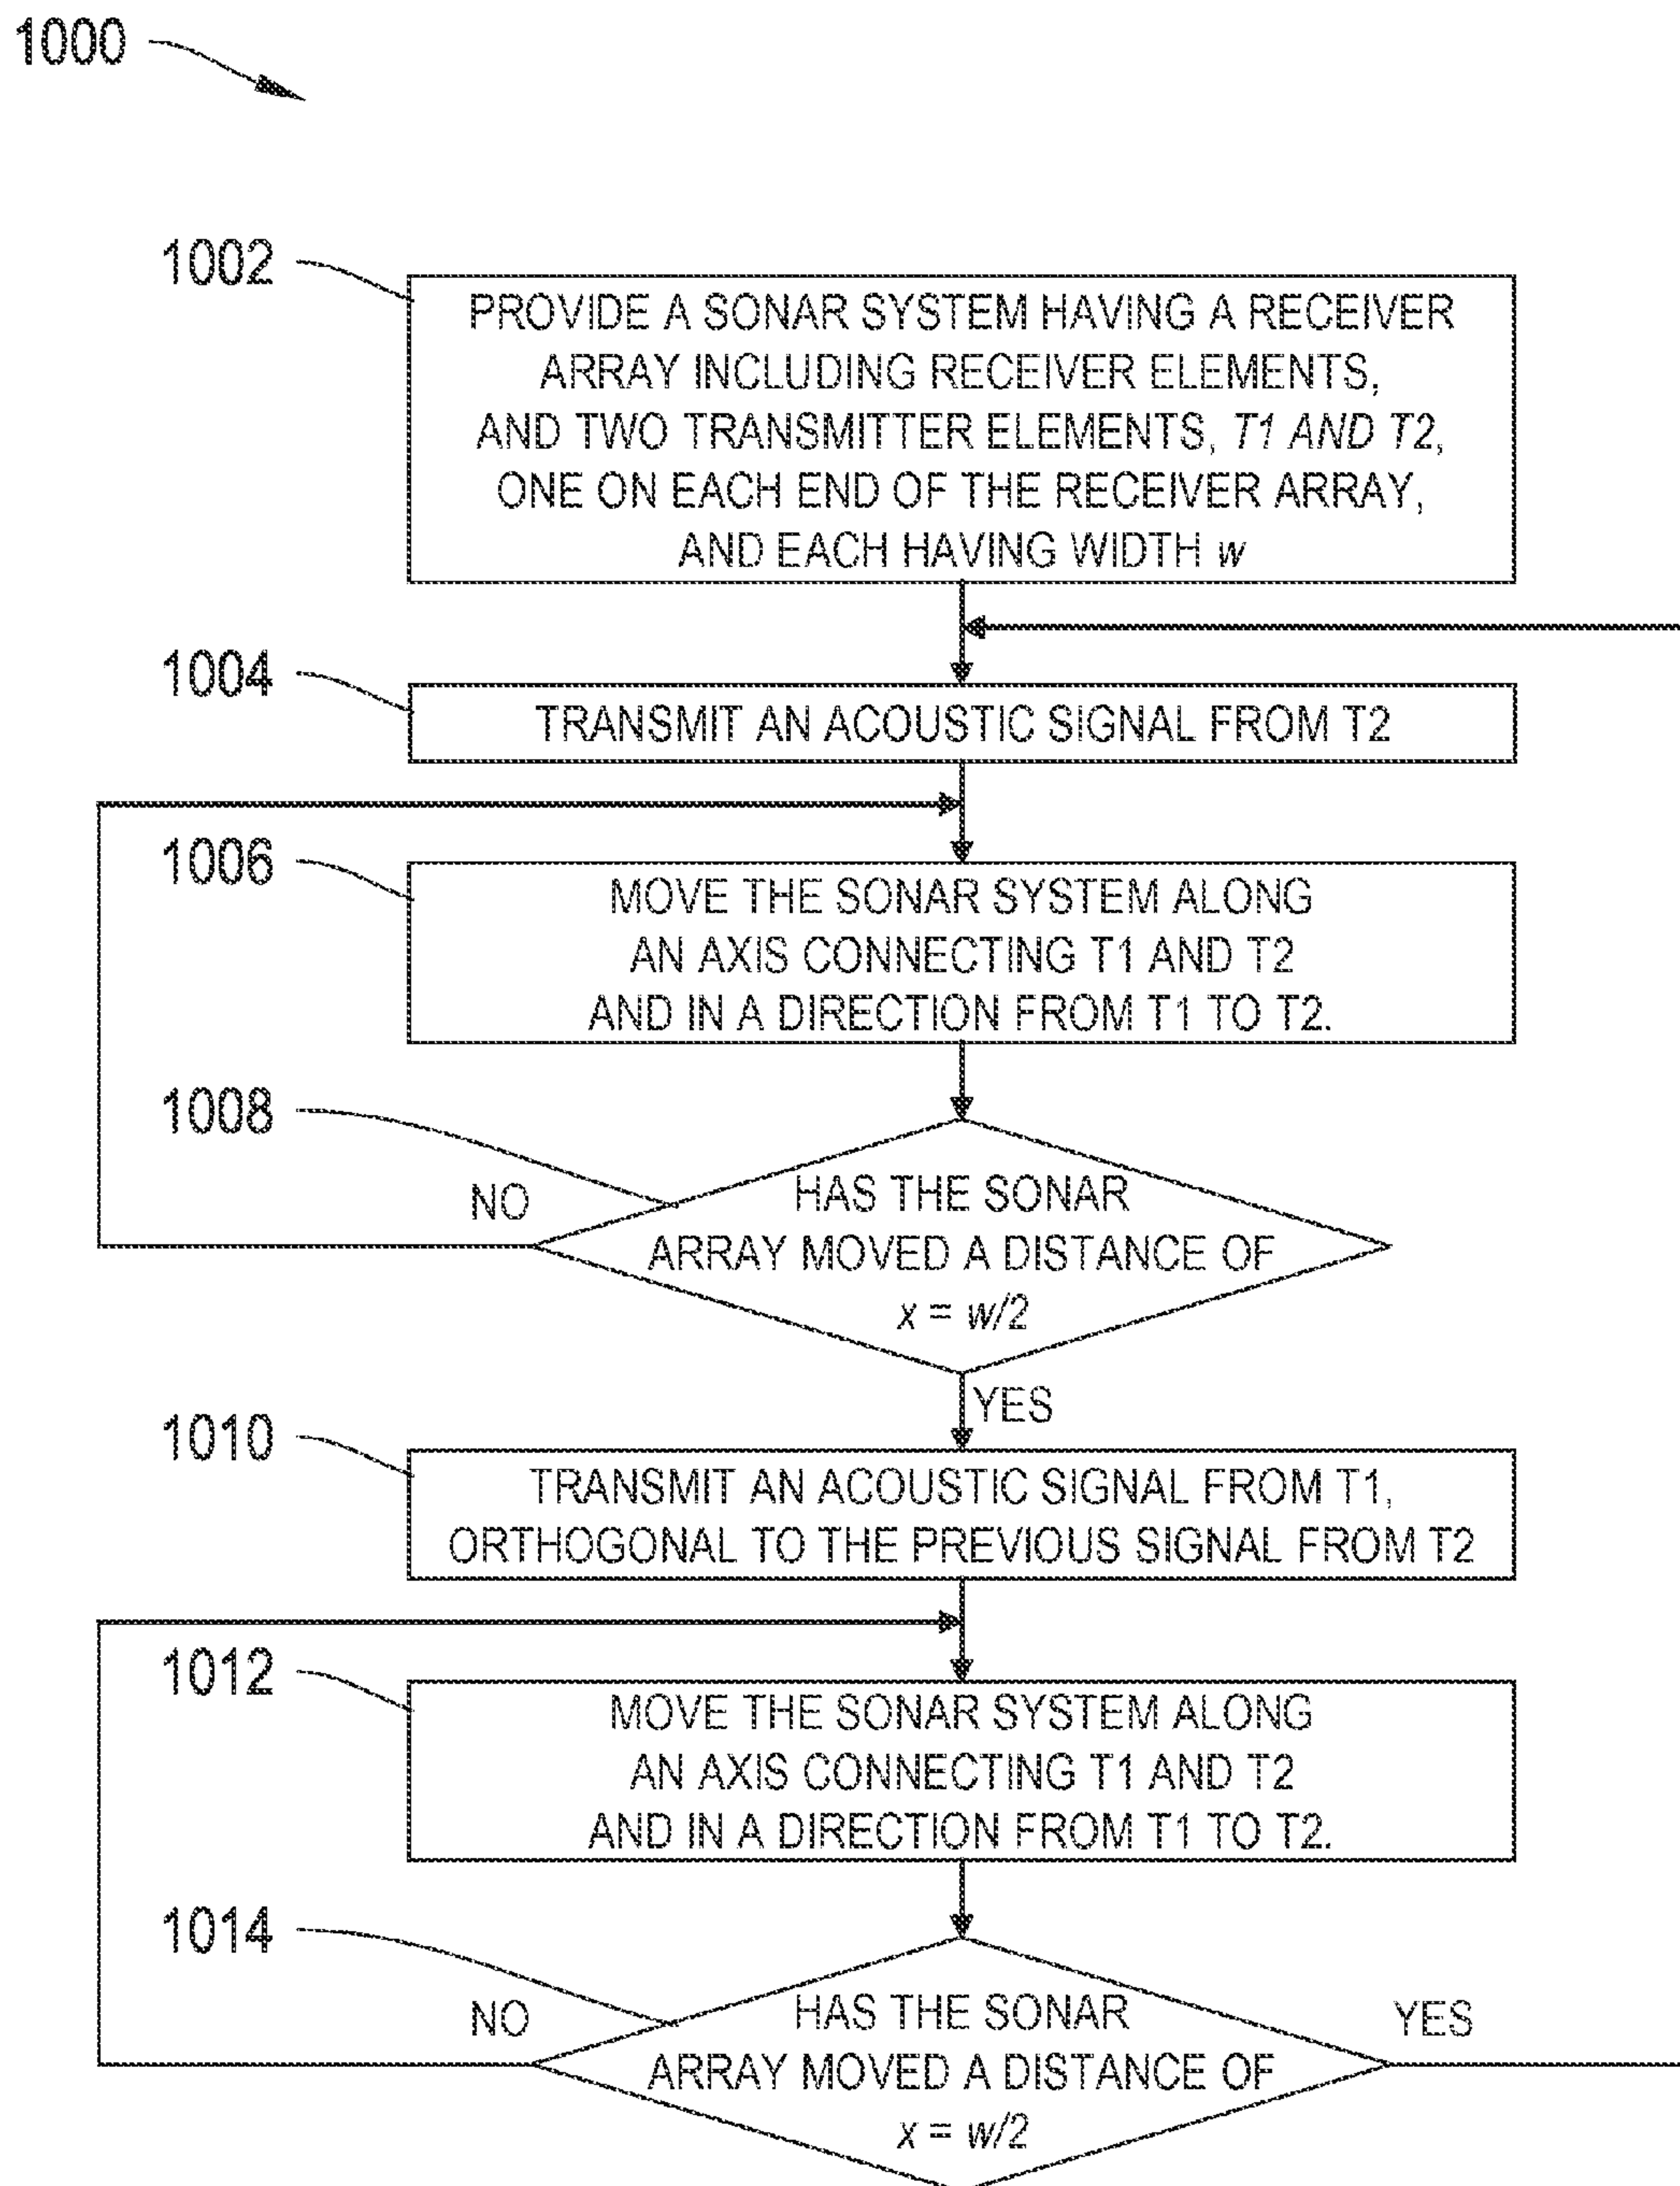 1000
1002
PROVIDE A SONAR SYSTEM HAVING A RECEIVER
ARRAY INCLUDING RECEIVER ELEMENTS,
AND TWO TRANSMITTER ELEMENTS, T1 AND T2,
ONE ON EACH END OF THE RECEIVER ARRAY,
AND EACH HAVING WIDTH w
1004
TRANSMIT AN ACOUSTIC SIGNAL FROM T2
1006
MOVE THE SONAR SYSTEM ALONG
AN AXIS CONNECTING T1 AND T2
AND IN A DIRECTION FROM T1 TO T2.
1008
HAS THE SONAR
ARRAY MOVED A DISTANCE OF
x = w/2
NO
YES
1010
TRANSMIT AN ACOUSTIC SIGNAL FROM T1,
ORTHOGONAL TO THE PREVIOUS SIGNAL FROM T2
1012
MOVE THE SONAR SYSTEM ALONG
AN AXIS CONNECTING T1 AND T2
AND IN A DIRECTION FROM T1 TO T2.
1014
HAS THE SONAR
ARRAY MOVED A DISTANCE OF
x = w/2
NO
YES